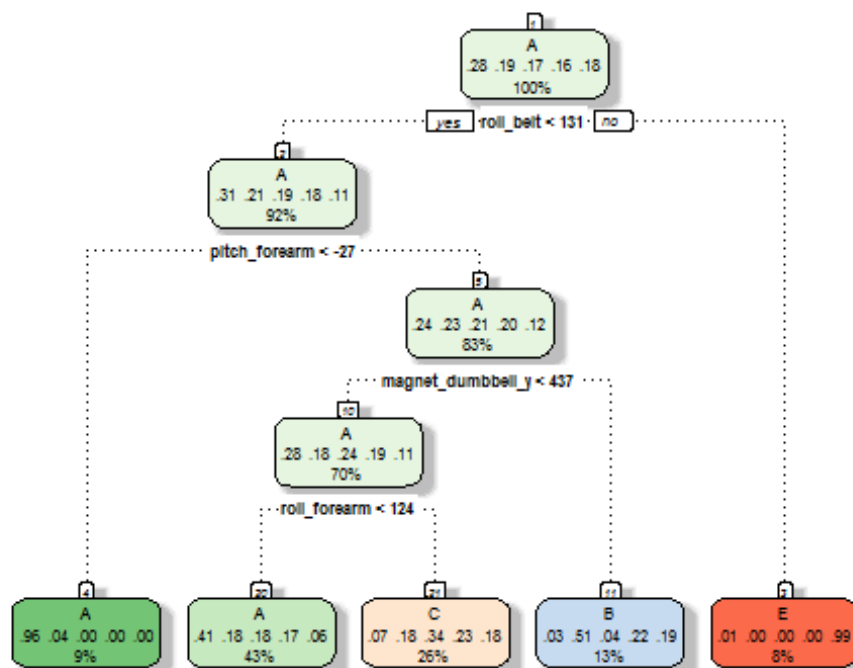 1
A
.28 .19 .17 .16 .18
100%
yes roll_belt < 131 no
2
A
.31 .21 .19 .18 .11
92%
pitch_forearm < -27
5
A
.24 .23 .21 .20 .12
83%
magnet_dumbbell_y < 437
10
A
.28 .18 .24 .19 .11
70%
roll_forearm < 124
4
A
.96 .04 .00 .00 .00
9%
20
A
.41 .18 .18 .17 .06
43%
21
C
.07 .18 .34 .23 .18
26%
11
B
.03 .51 .04 .22 .19
13%
3
E
.01 .00 .00 .00 .99
8%